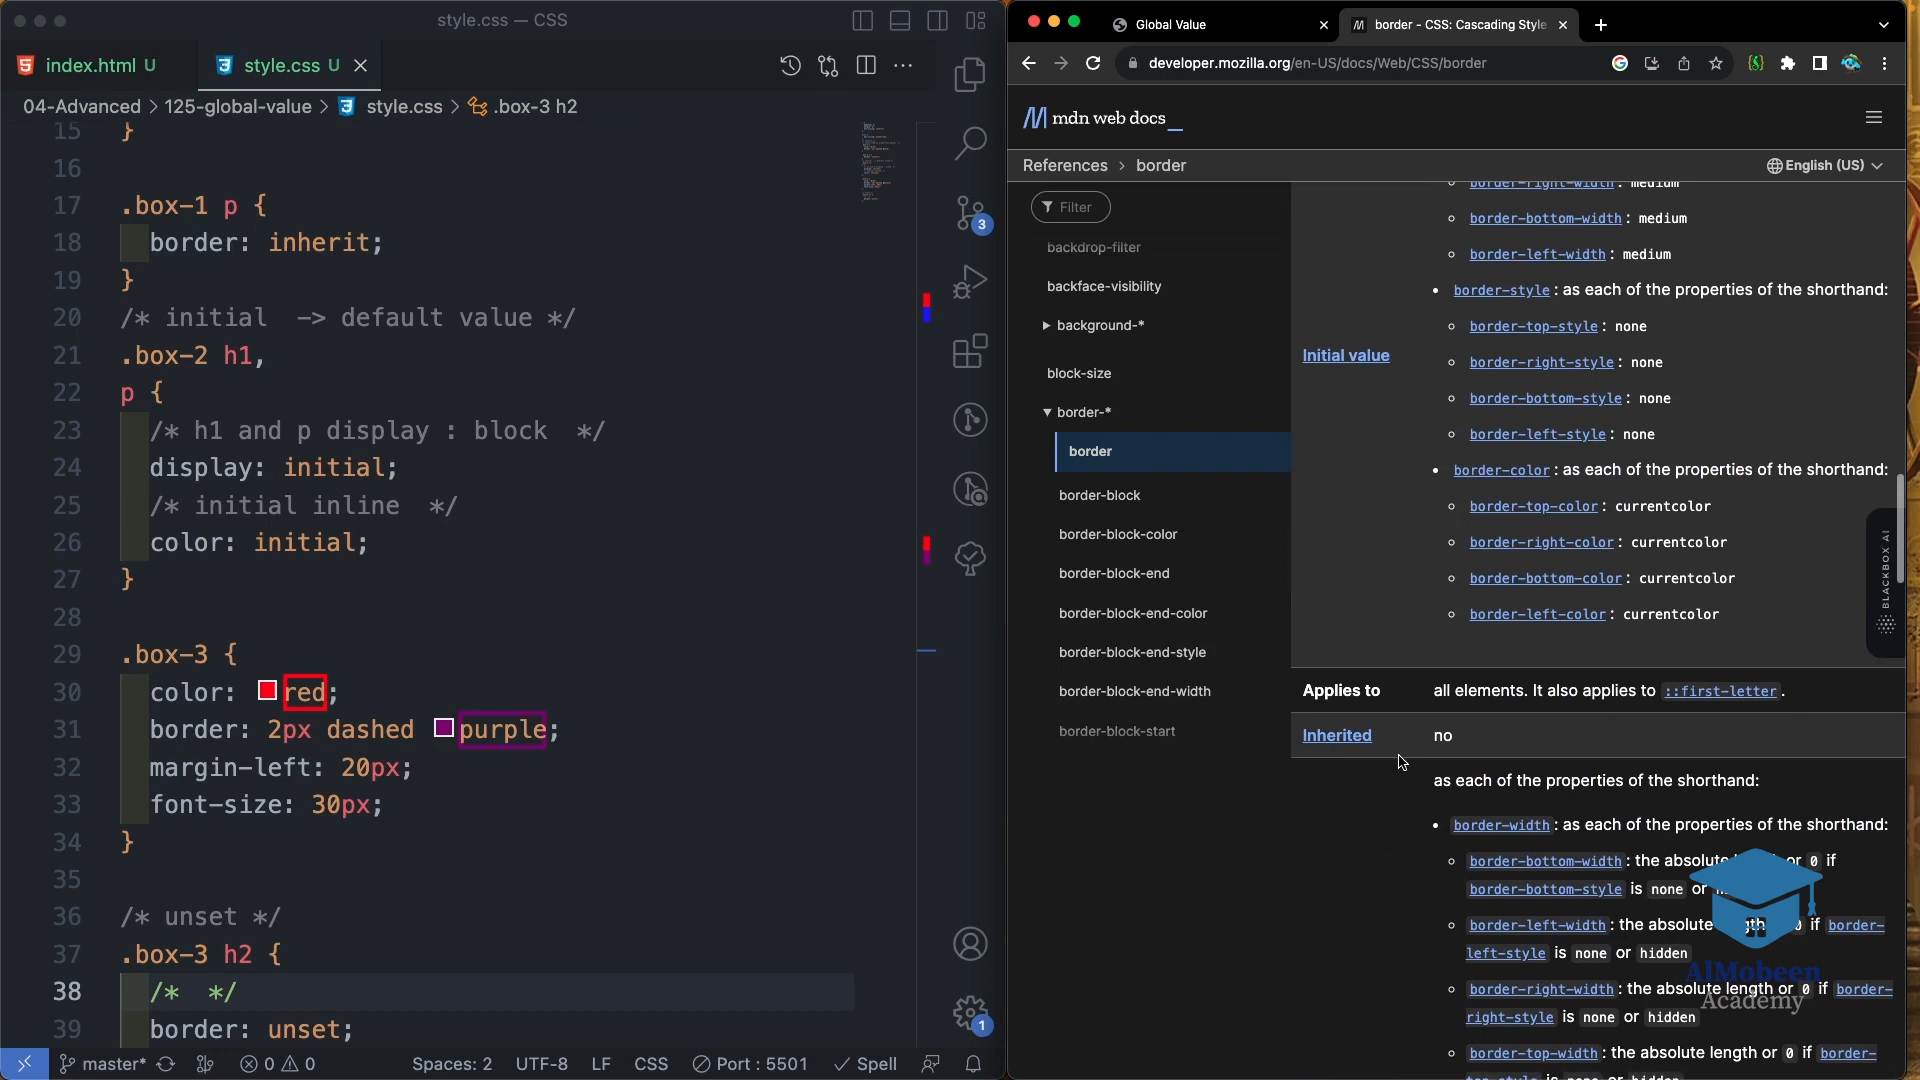 style.css — CSS
index.html U
style.css U
04-Advanced > 125-global-value > style.css > .box-3 h2
15 }
16
17 .box-1 p {
18 border: inherit;
19 }
20 /* initial -> default value */
21 .box-2 h1,
22 p {
23 /* h1 and p display : block */
24 display: initial;
25 /* initial inline */
26 color: initial;
27 }
28
29 .box-3 {
30 color: red;
31 border: 2px dashed purple;
32 margin-left: 20px;
33 font-size: 30px;
34 }
35
36 /* unset */
37 .box-3 h2 {
38 /* */
39 border: unset;
3
1
master* 0 0 Spaces: 2 UTF-8 LF CSS Port : 5501 Spell
Global Value
border - CSS: Cascading Style
developer.mozilla.org/en-US/docs/Web/CSS/border
mdn web docs_
References > border
English (US)
Filter
backdrop-filter
backface-visibility
background-*
block-size
border-*
border
border-block
border-block-color
border-block-end
border-block-end-color
border-block-end-style
border-block-end-width
border-block-start
Initial value
border-right-width: medium
border-bottom-width: medium
border-left-width: medium
border-style: as each of the properties of the shorthand:
border-top-style: none
border-right-style: none
border-bottom-style: none
border-left-style: none
border-color: as each of the properties of the shorthand:
border-top-color: currentcolor
border-right-color: currentcolor
border-bottom-color: currentcolor
border-left-color: currentcolor
Applies to all elements. It also applies to ::first-letter.
Inherited no
as each of the properties of the shorthand:
border-width: as each of the properties of the shorthand:
border-bottom-width: the absolute or 0 if
border-bottom-style is none or
border-left-width: the absolute if border-
left-style is none or hidden
border-right-width: the absolute length or 0 if border-
right-style is none or hidden
border-top-width: the absolute length or 0 if border-
BLACKBOX AI
AlMobeen
Academy